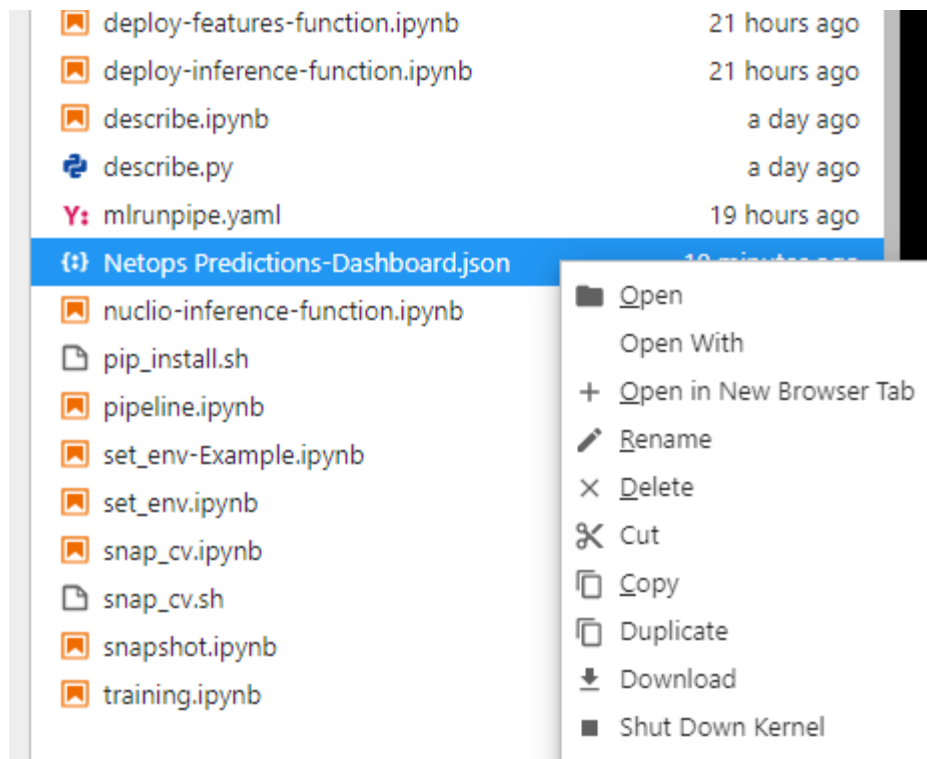 deploy-features-function.ipynb 21 hours ago
deploy-inference-function.ipynb 21 hours ago
describe.ipynb a day ago
describe.py a day ago
Y: mlrunpipe.yaml 19 hours ago
{:} Netops Predictions-Dashboard.json
nuclio-inference-function.ipynb
pip_install.sh
pipeline.ipynb
set_env-Example.ipynb
set_env.ipynb
snap_cv.ipynb
snap_cv.sh
snapshot.ipynb
training.ipynb
Open
Open With
Open in New Browser Tab
Rename
Delete
Cut
Copy
Duplicate
Download
Shut Down Kernel